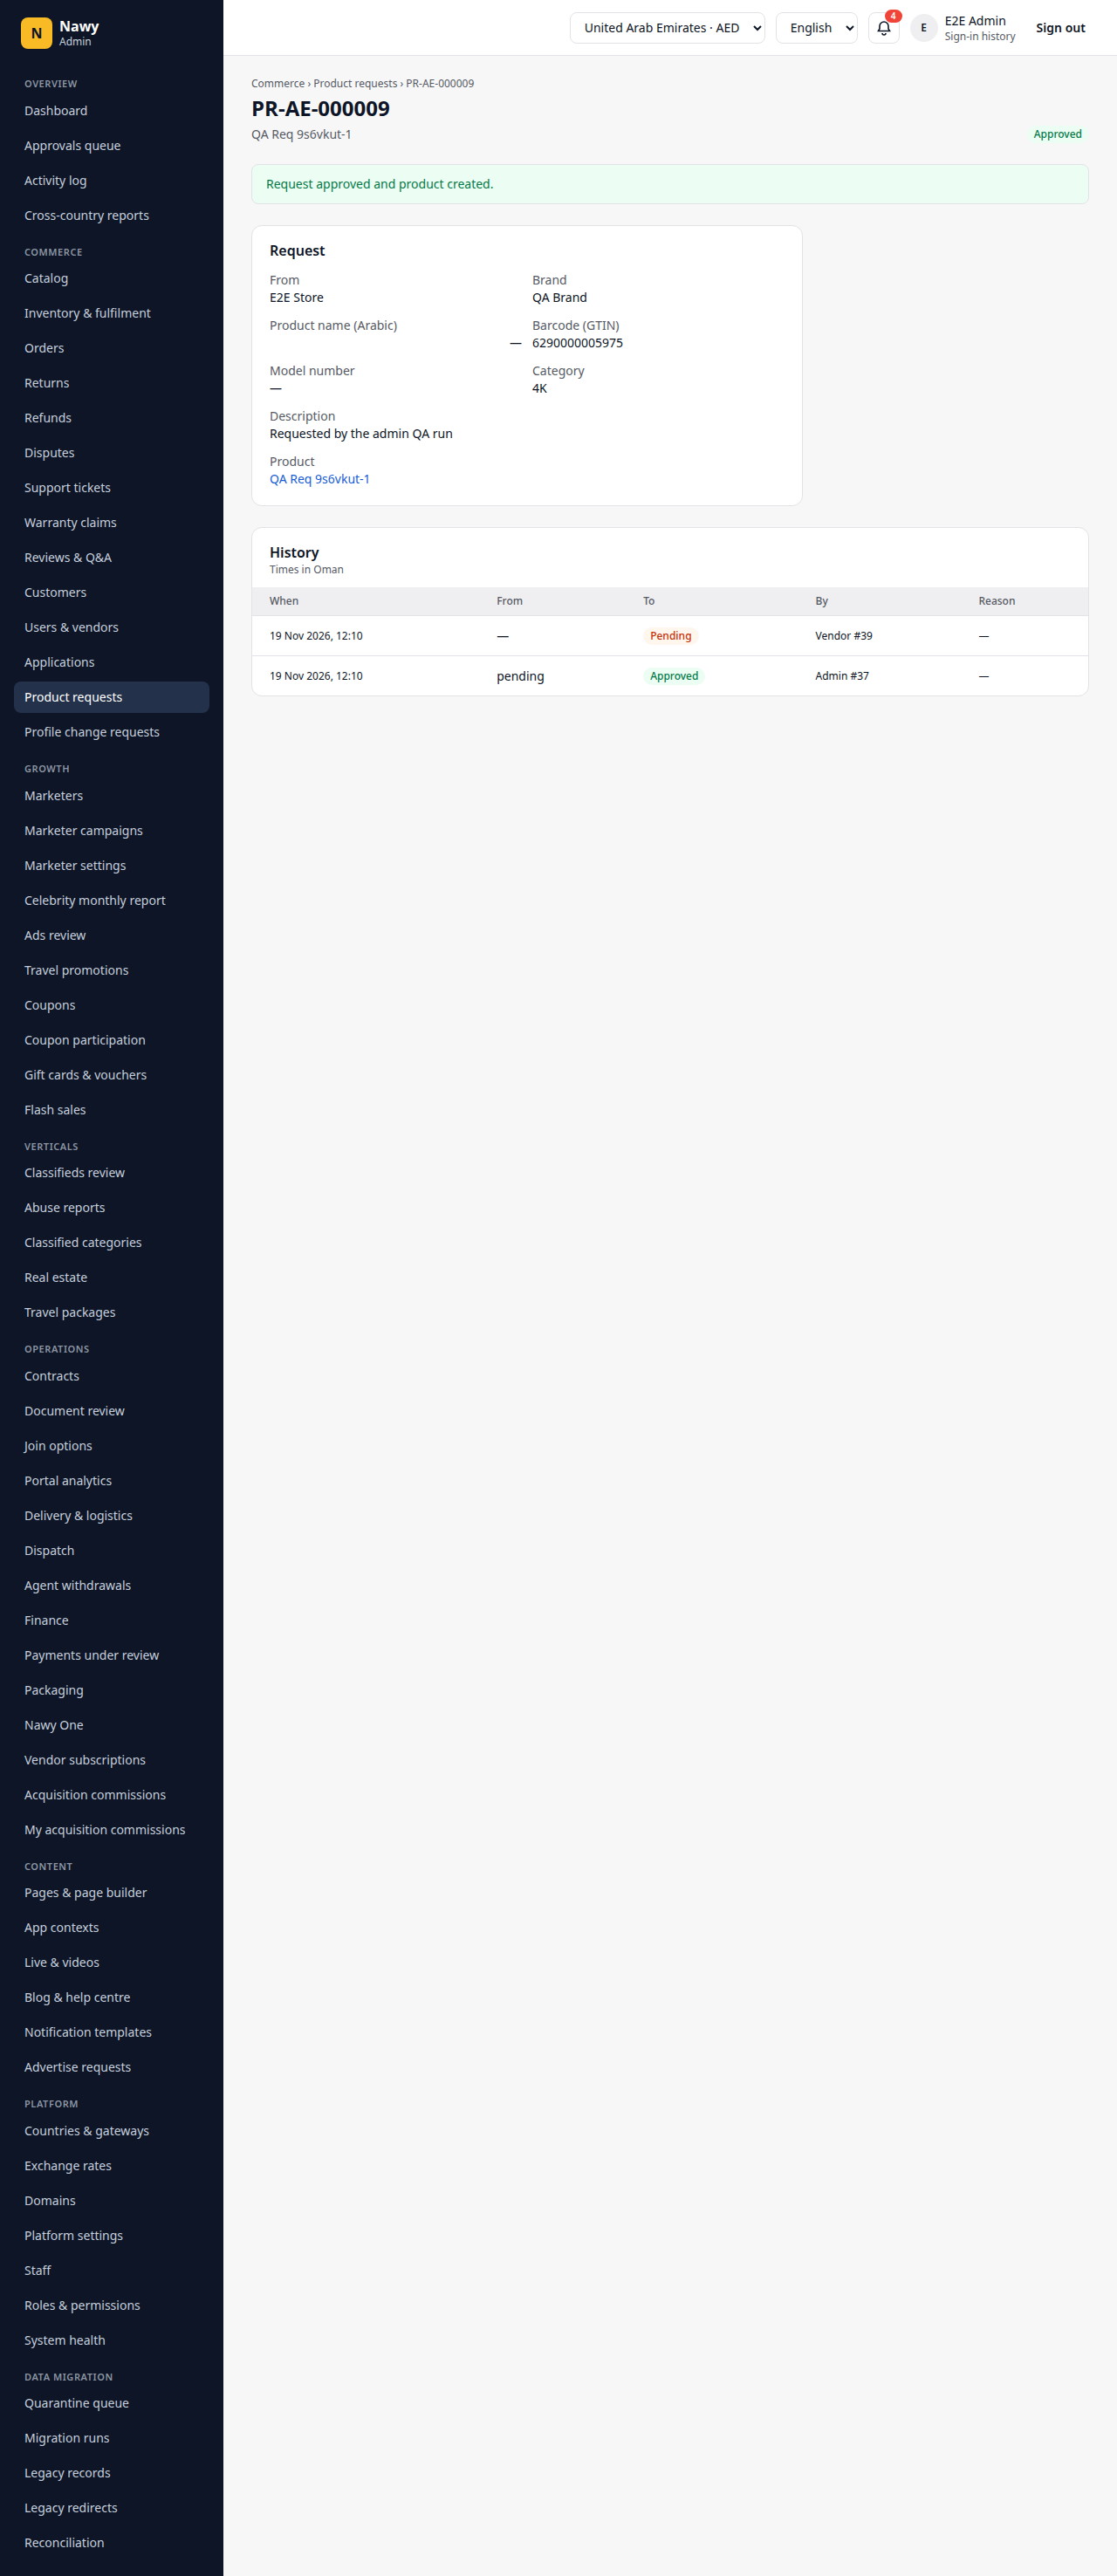 N
Nawy
Admin
OVERVIEW
Dashboard
Approvals queue
Activity log
Cross-country reports
COMMERCE
Catalog
Inventory & fulfilment
Orders
Returns
Refunds
Disputes
Support tickets
Warranty claims
Reviews & Q&A
Customers
Users & vendors
Applications
Product requests
Profile change requests
GROWTH
Marketers
Marketer campaigns
Marketer settings
Celebrity monthly report
Ads review
Travel promotions
Coupons
Coupon participation
Gift cards & vouchers
Flash sales
VERTICALS
Classifieds review
Abuse reports
Classified categories
Real estate
Travel packages
OPERATIONS
Contracts
Document review
Join options
Portal analytics
Delivery & logistics
Dispatch
Agent withdrawals
Finance
Payments under review
Packaging
Nawy One
Vendor subscriptions
Acquisition commissions
My acquisition commissions
CONTENT
Pages & page builder
App contexts
Live & videos
Blog & help centre
Notification templates
Advertise requests
PLATFORM
Countries & gateways
Exchange rates
Domains
Platform settings
Staff
Roles & permissions
System health
DATA MIGRATION
Quarantine queue
Migration runs
Legacy records
Legacy redirects
Reconciliation
United Arab Emirates · AED
English
4
E
E2E Admin
Sign-in history
Sign out
Commerce › Product requests › PR-AE-000009
PR-AE-000009
QA Req 9s6vkut-1
Approved
Request approved and product created.
Request
From
E2E Store
Brand
QA Brand
Product name (Arabic)
—
Barcode (GTIN)
6290000005975
Model number
—
Category
4K
Description
Requested by the admin QA run
Product
QA Req 9s6vkut-1
History
Times in Oman
When From To By Reason
19 Nov 2026, 12:10 — Pending Vendor #39 —
19 Nov 2026, 12:10 pending Approved Admin #37 —